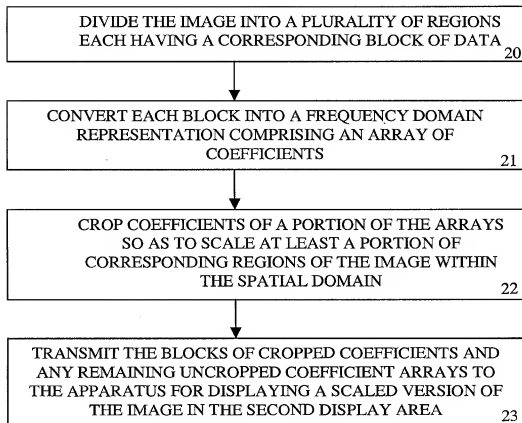 DIVIDE THE IMAGE INTO A PLURALITY OF REGIONS
EACH HAVING A CORRESPONDING BLOCK OF DATA
20
CONVERT EACH BLOCK INTO A FREQUENCY DOMAIN
REPRESENTATION COMPRISING AN ARRAY OF
COEFFICIENTS
21
CROP COEFFICIENTS OF A PORTION OF THE ARRAYS
SO AS TO SCALE AT LEAST A PORTION OF
CORRESPONDING REGIONS OF THE IMAGE WITHIN
THE SPATIAL DOMAIN
22
TRANSMIT THE BLOCKS OF CROPPED COEFFICIENTS AND
ANY REMAINING UNCROPPED COEFFICIENT ARRAYS TO
THE APPARATUS FOR DISPLAYING A SCALED VERSION OF
THE IMAGE IN THE SECOND DISPLAY AREA
23